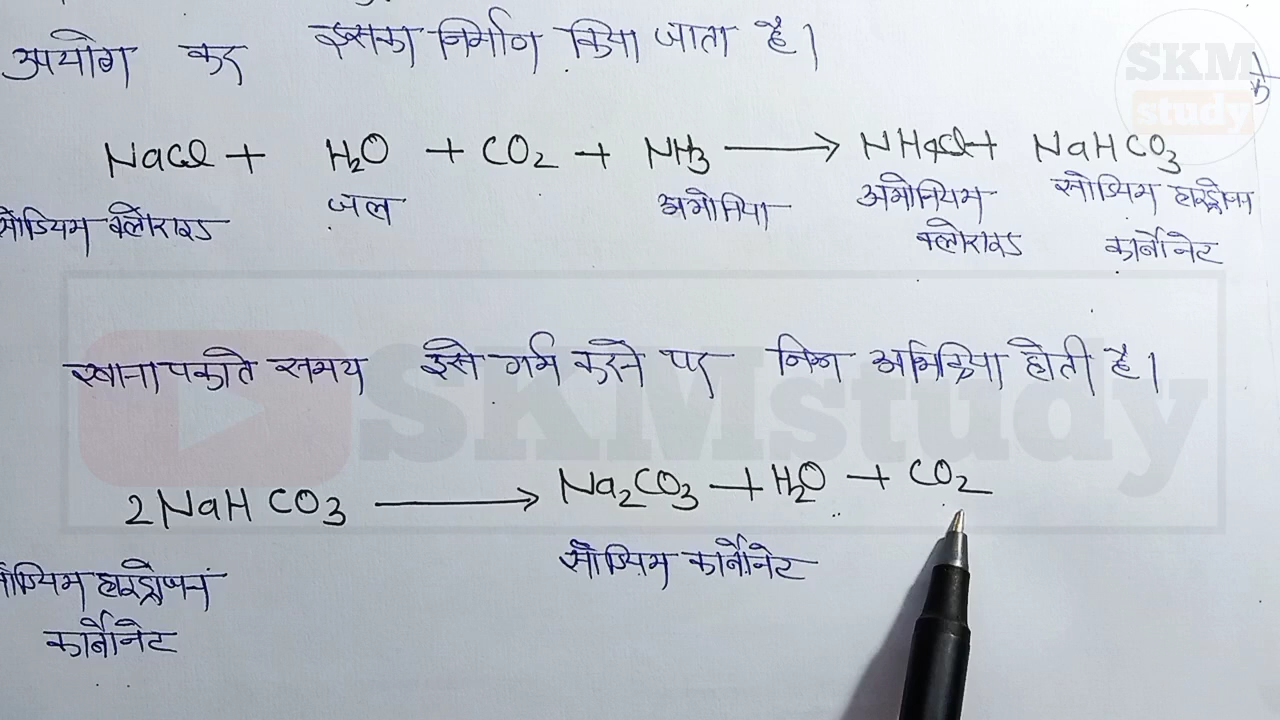 उपयोग कर इसका निर्माण किया जाता है।
SKM
study
NaCl + H₂O + CO₂ + NH₃ → NH₄Cl + NaHCO₃
सोडियम क्लोराइड जल अमोनिया अमोनियम सोडियम हाइड्रोजन
क्लोराइड कार्बोनेट
खाना पकाते समय इसे गर्म करने पर निम्न अभिक्रिया होती है।
SKMstudy
2NaHCO₃ → Na₂CO₃ + H₂O + CO₂
सोडियम हाइड्रोजन सोडियम कार्बोनेट
कार्बोनेट